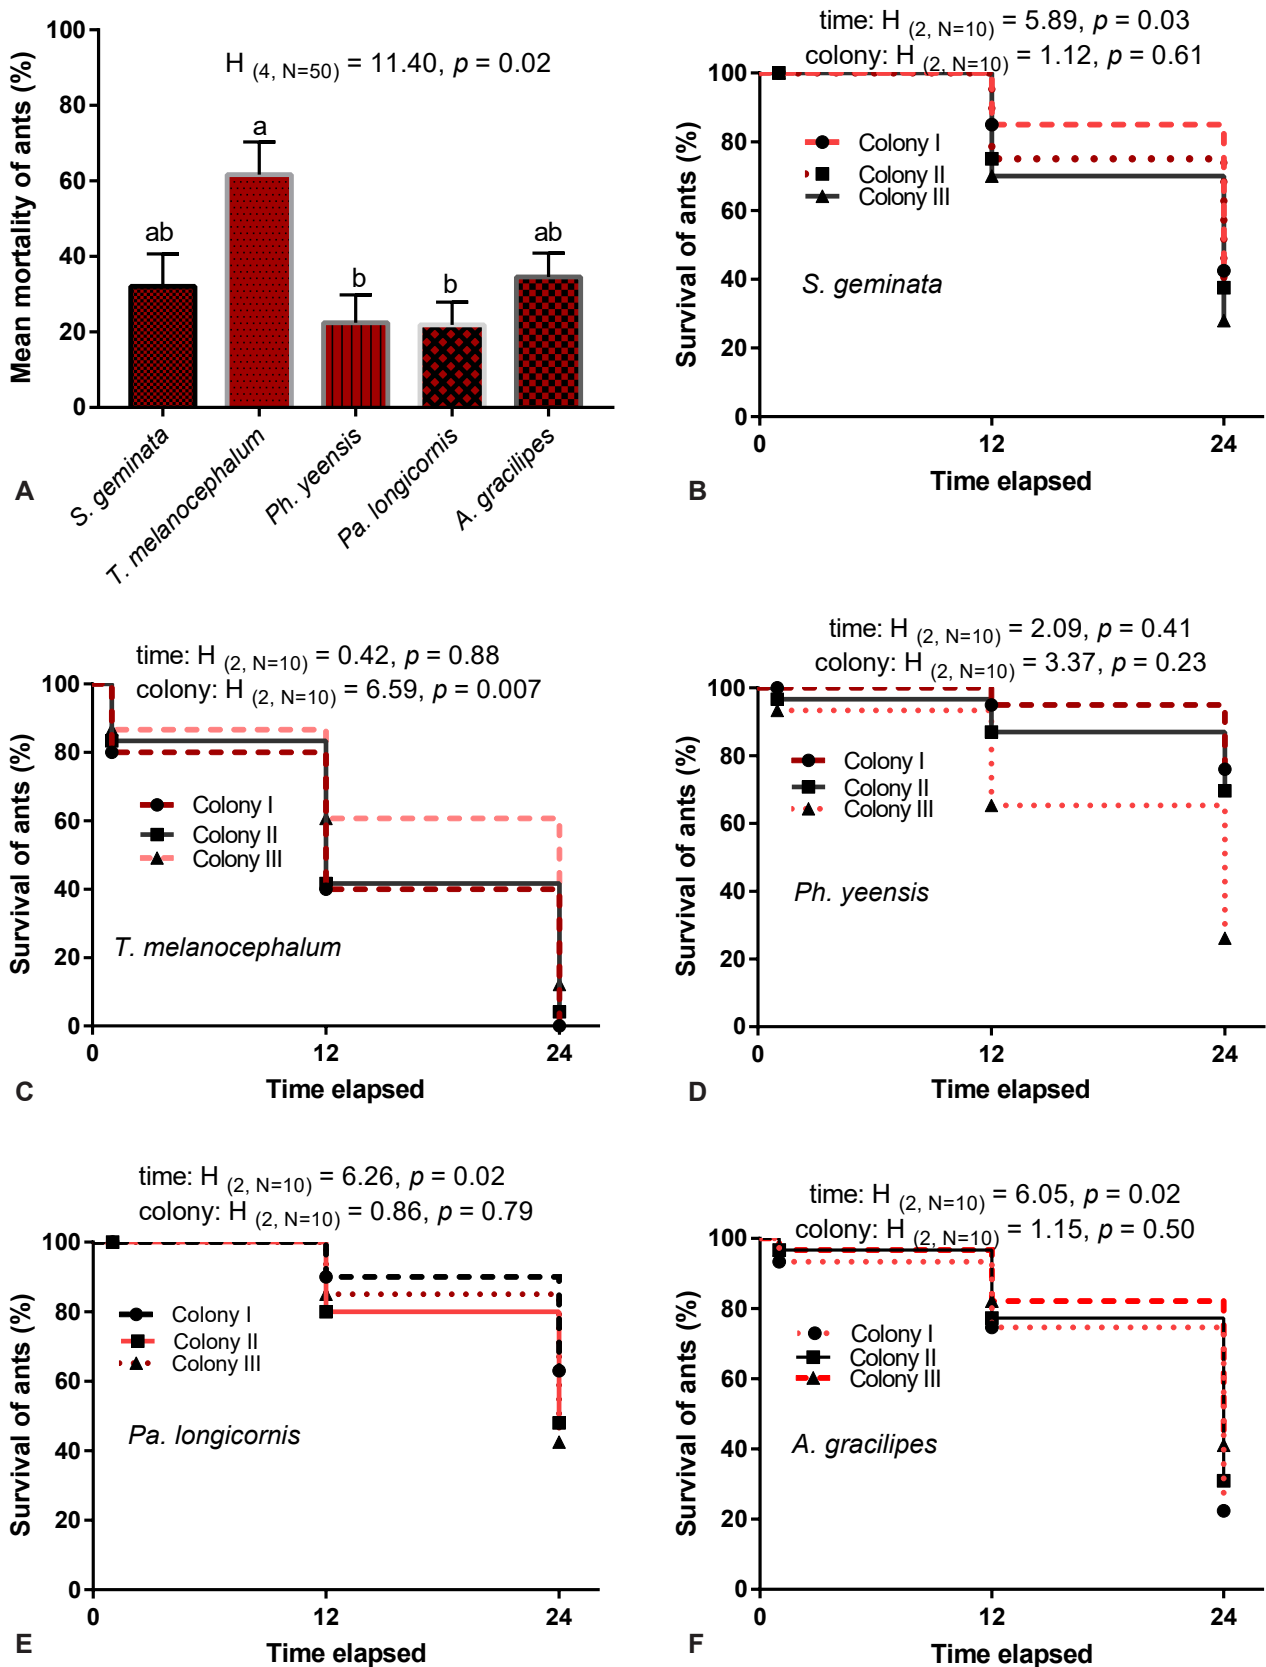 H (4, N=50) = 11.40, p = 0.02
Mean mortality of ants (%)
100
80
60
40
20
0
ab
a
b
b
ab
S. geminata
T. melanocephalum
Ph. yeensis
Pa. longicornis
A. gracilipes
A
time: H (2, N=10) = 5.89, p = 0.03
colony: H (2, N=10) = 1.12, p = 0.61
Survival of ants (%)
100
80
60
40
20
0
Colony I
Colony II
Colony III
S. geminata
0 12 24
Time elapsed
B
time: H (2, N=10) = 0.42, p = 0.88
colony: H (2, N=10) = 6.59, p = 0.007
Survival of ants (%)
100
80
60
40
20
0
Colony I
Colony II
Colony III
T. melanocephalum
0 12 24
Time elapsed
C
time: H (2, N=10) = 2.09, p = 0.41
colony: H (2, N=10) = 3.37, p = 0.23
Survival of ants (%)
100
80
60
40
20
0
Colony I
Colony II
Colony III
Ph. yeensis
0 12 24
Time elapsed
D
time: H (2, N=10) = 6.26, p = 0.02
colony: H (2, N=10) = 0.86, p = 0.79
Survival of ants (%)
100
80
60
40
20
0
Colony I
Colony II
Colony III
Pa. longicornis
0 12 24
Time elapsed
E
time: H (2, N=10) = 6.05, p = 0.02
colony: H (2, N=10) = 1.15, p = 0.50
Survival of ants (%)
100
80
60
40
20
0
Colony I
Colony II
Colony III
A. gracilipes
0 12 24
Time elapsed
F